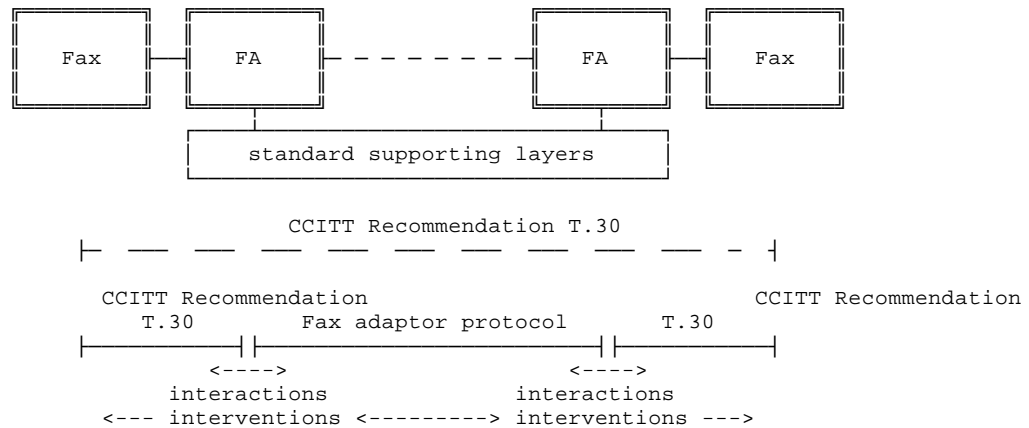 Fax FA FA Fax
standard supporting layers
CCITT Recommendation T.30
CCITT Recommendation CCITT Recommendation
T.30 Fax adaptor protocol T.30
<----> <---->
interactions interactions
<--- interventions <---------> interventions --->